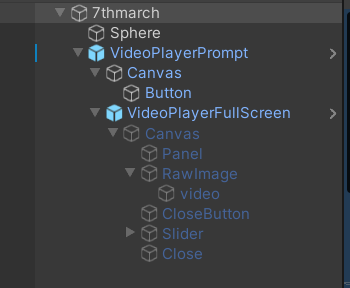 7thmarch
Sphere
VideoPlayerPrompt
Canvas
Button
VideoPlayerFullScreen
Canvas
Panel
RawImage
video
CloseButton
Slider
Close